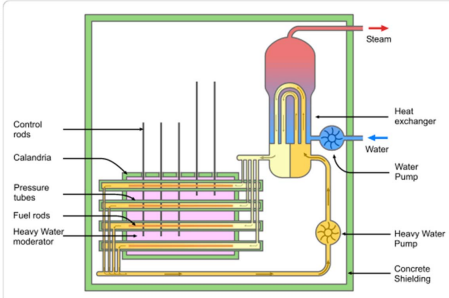 Steam
Control
rods
Heat
exchanger
Water
Calandria
Water
Pump
Pressure
tubes
Fuel rods
Heavy Water
moderator
Heavy Water
Pump
Concrete
Shielding